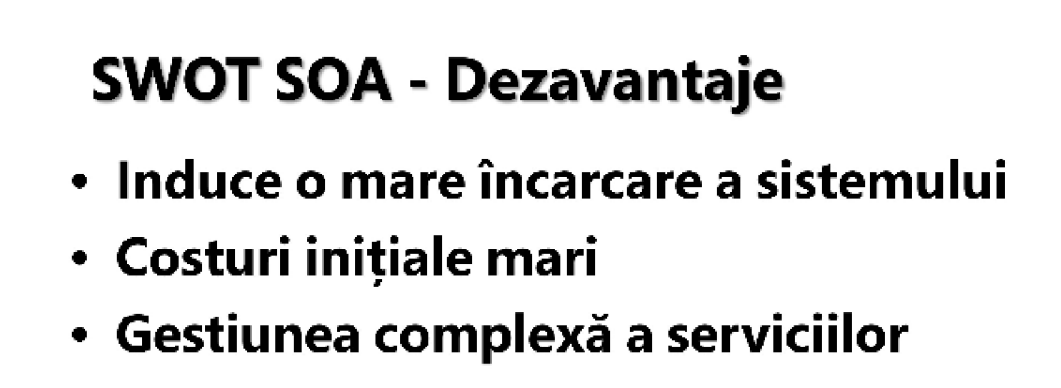 SWOT SOA - Dezavantaje
• Induce o mare încarcare a sistemului
• Costuri inițiale mari
• Gestiunea complexă a serviciilor